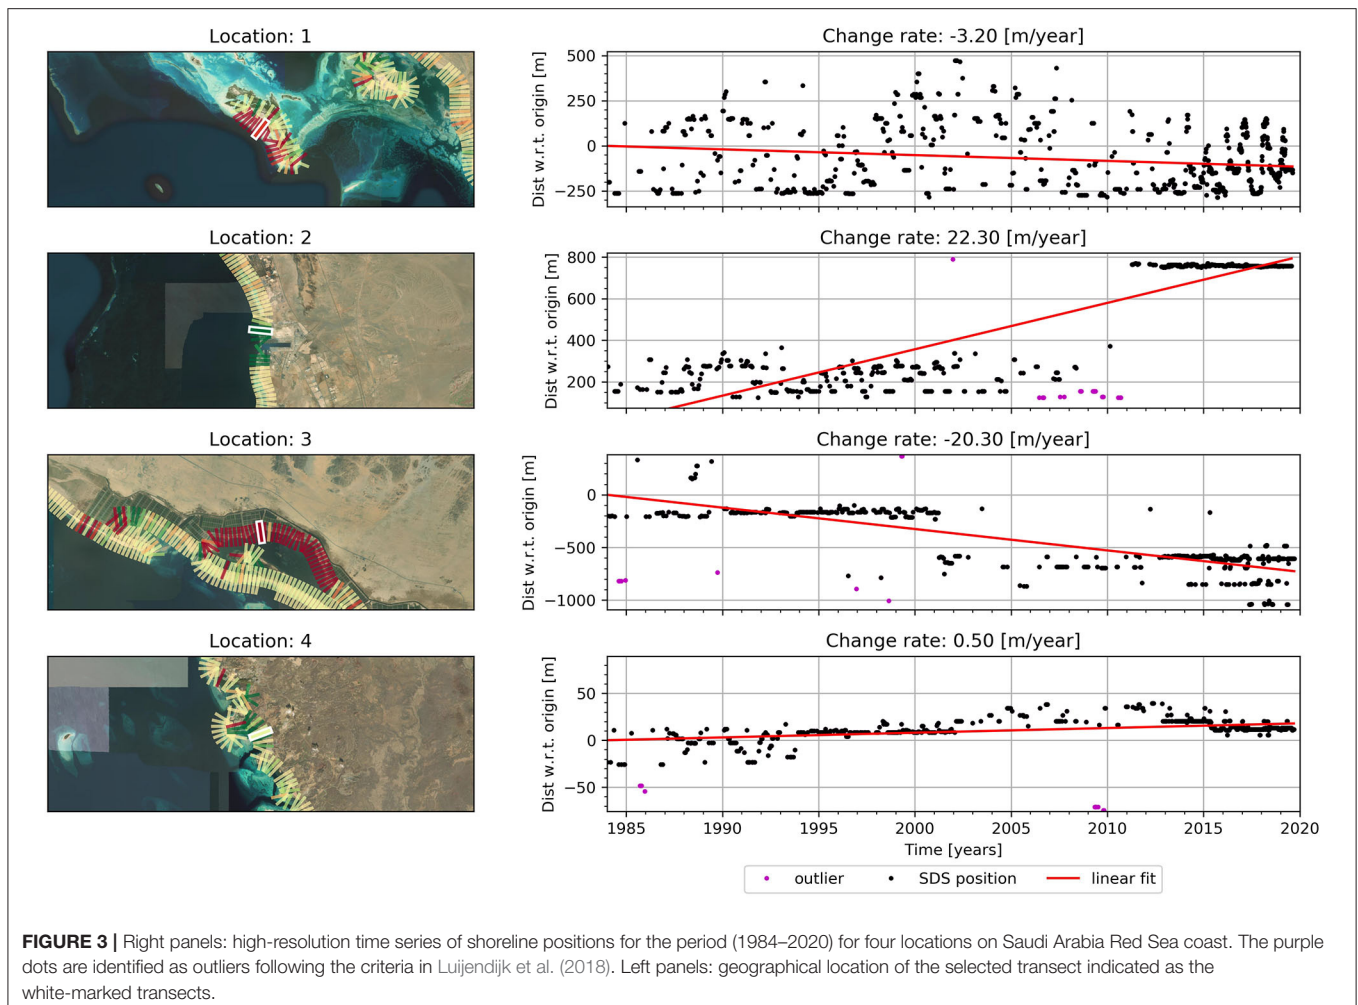 Location: 1
Change rate: -3.20 [m/year]
Dist w.r.t. origin [m]
500
250
0
−250
Location: 2
Change rate: 22.30 [m/year]
Dist w.r.t. origin [m]
800
600
400
200
Location: 3
Change rate: -20.30 [m/year]
Dist w.r.t. origin [m]
0
−500
−1000
Location: 4
Change rate: 0.50 [m/year]
Dist w.r.t. origin [m]
50
0
−50
1985 1990 1995 2000 2005 2010 2015 2020
Time [years]
outlier SDS position linear fit
FIGURE 3 | Right panels: high-resolution time series of shoreline positions for the period (1984–2020) for four locations on Saudi Arabia Red Sea coast. The purple
dots are identified as outliers following the criteria in Luijendijk et al. (2018). Left panels: geographical location of the selected transect indicated as the
white-marked transects.